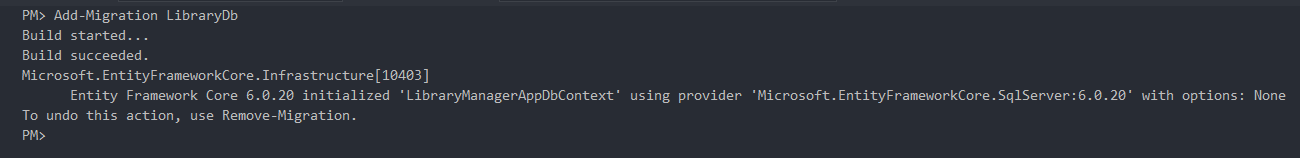 PM> Add-Migration LibraryDb
Build started...
Build succeeded.
Microsoft.EntityFrameworkCore.Infrastructure[10403]
Entity Framework Core 6.0.20 initialized 'LibraryManagerAppDbContext' using provider 'Microsoft.EntityFrameworkCore.SqlServer:6.0.20' with options: None
To undo this action, use Remove-Migration.
PM>